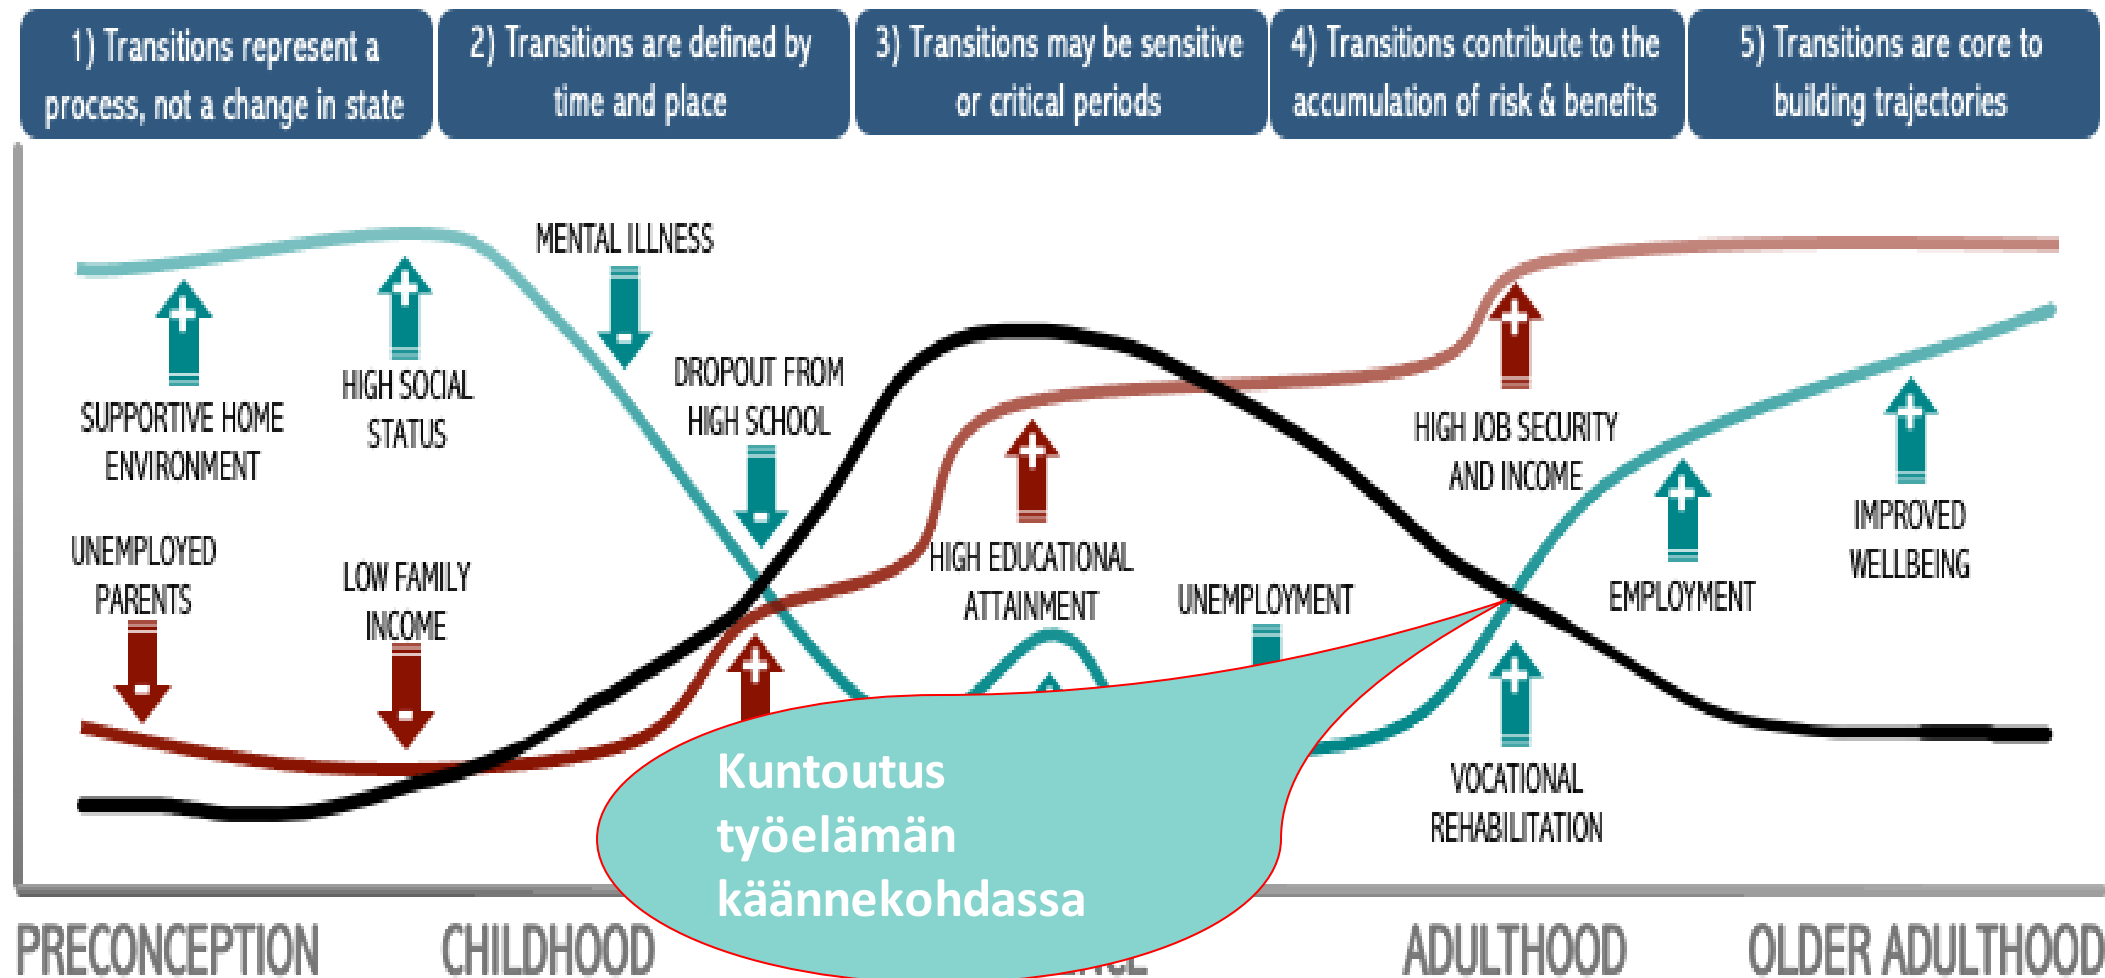 1) Transitions represent a
process, not a change in state
2) Transitions are defined by
time and place
3) Transitions may be sensitive
or critical periods
4) Transitions contribute to the
accumulation of risk & benefits
5) Transitions are core to
building trajectories
MENTAL ILLNESS
DROPOUT FROM
HIGH SCHOOL
HIGH SOCIAL
STATUS
SUPPORTIVE HOME
ENVIRONMENT
UNEMPLOYED
PARENTS
LOW FAMILY
INCOME
HIGH EDUCATIONAL
ATTAINMENT
UNEMPLOYMENT
HIGH JOB SECURITY
AND INCOME
EMPLOYMENT
IMPROVED
WELLBEING
VOCATIONAL
REHABILITATION
Kuntoutus
työelämän
käännekohdassa
PRECONCEPTION
CHILDHOOD
ADULTHOOD
OLDER ADULTHOOD